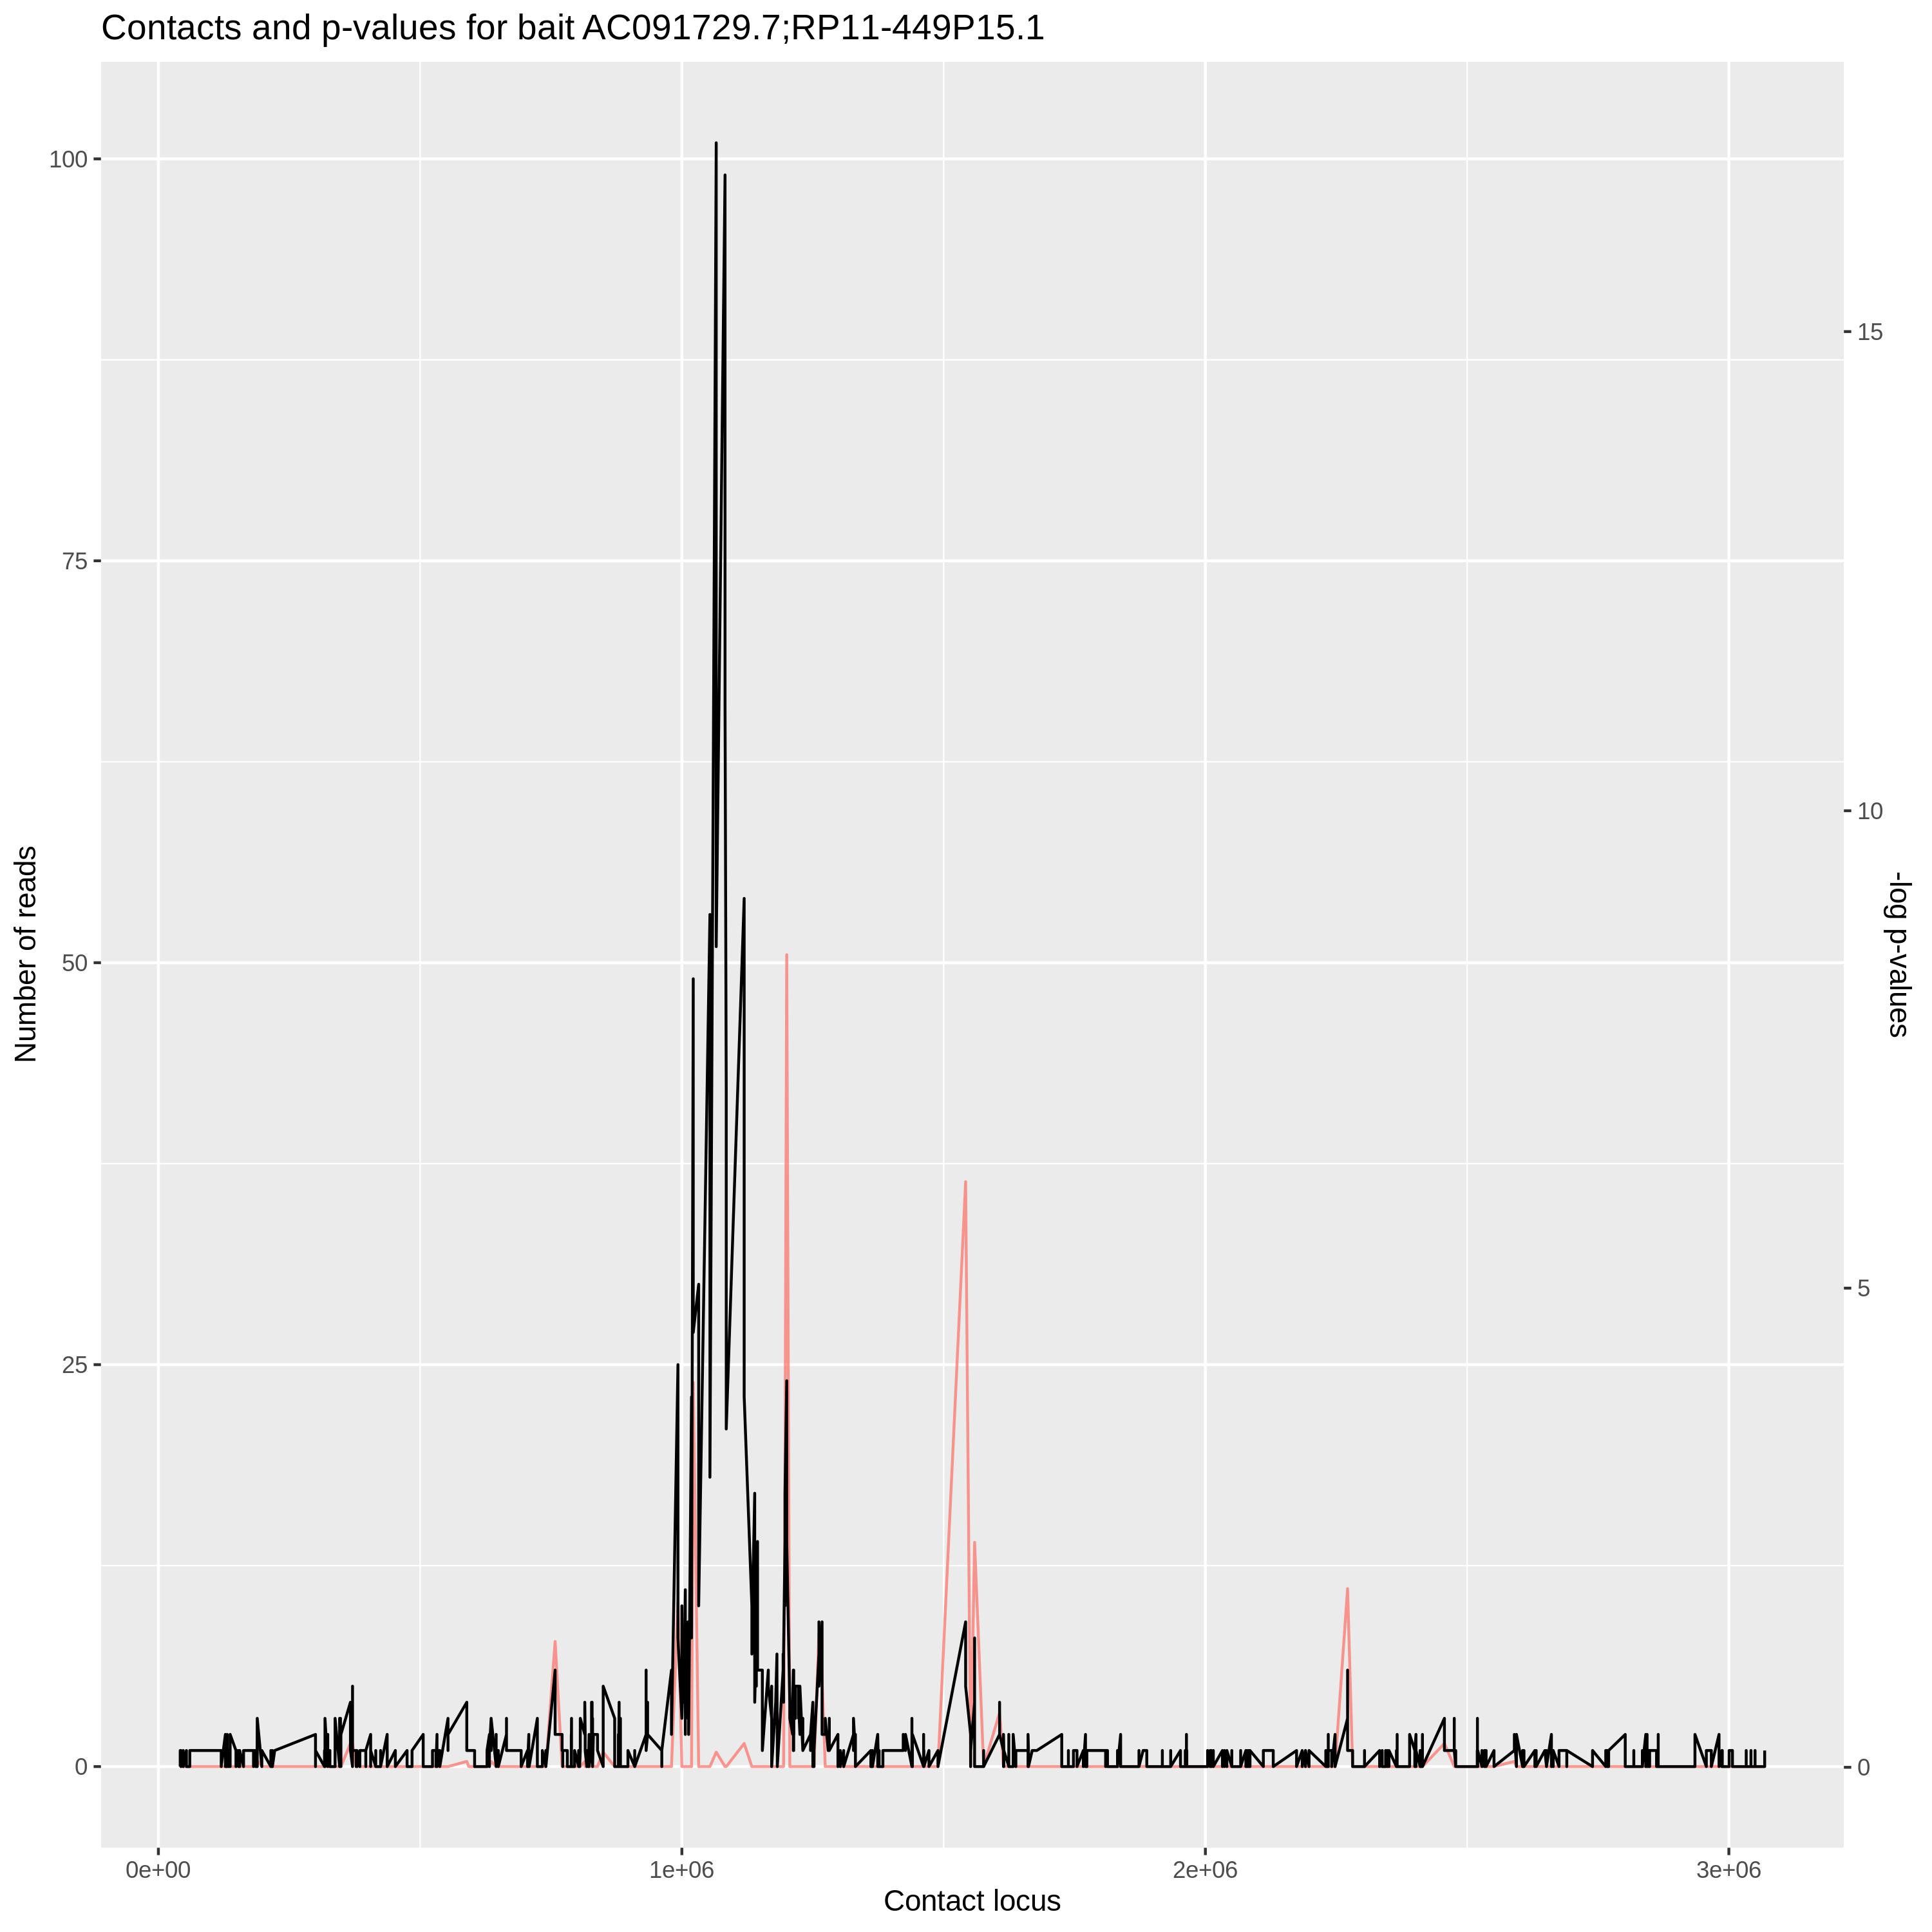 Contacts and p-values for bait AC091729.7;RP11-449P15.1
100
75
50
25
0
Number of reads
15
10
5
0
-log p-values
0e+00
1e+06
2e+06
3e+06
Contact locus